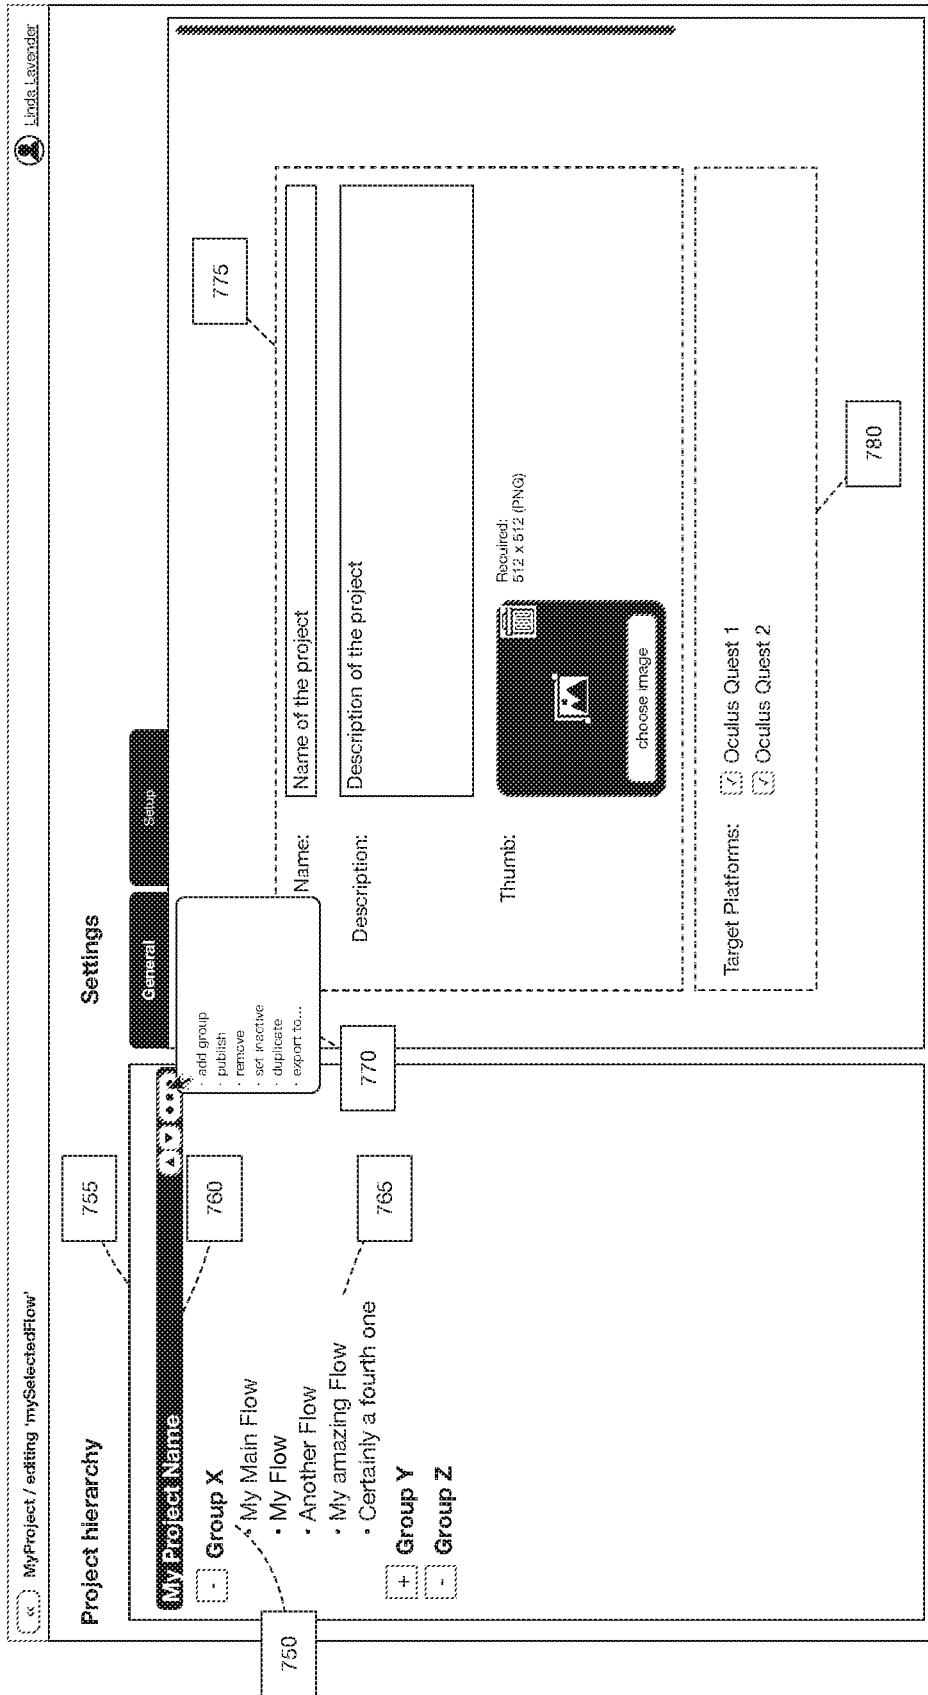 « MyProject / editing 'mySelectedFlow'
Linda Lavender
Project hierarchy
755
My Project Name
760
- Group X
• My Main Flow
• My Flow
• Another Flow
• My amazing Flow
• Certainly a fourth one
765
+ Group Y
- Group Z
750
Settings
General
Setup
• add group
• publish
• remove
• set inactive
• duplicate
• export to...
770
775
Name:
Name of the project
Description:
Description of the project
Thumb:
choose image
Required:
512 x 512 (PNG)
Target Platforms:
✓ Oculus Quest 1
✓ Oculus Quest 2
780